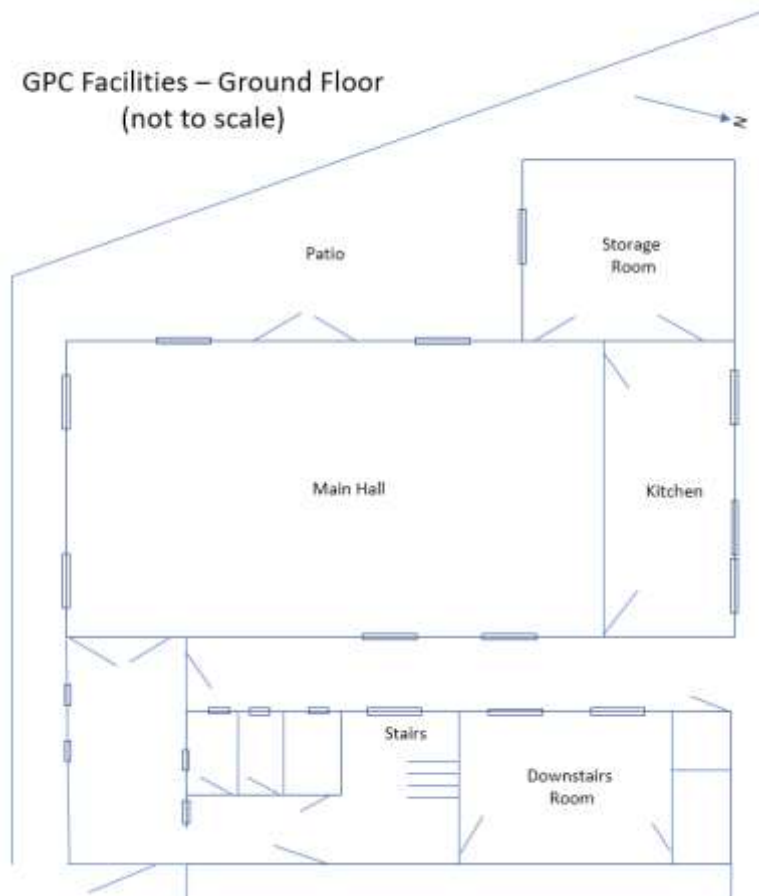 GPC Facilities – Ground Floor
(not to scale)
N
Patio
Storage
Room
Main Hall
Kitchen
Stairs
Downstairs
Room